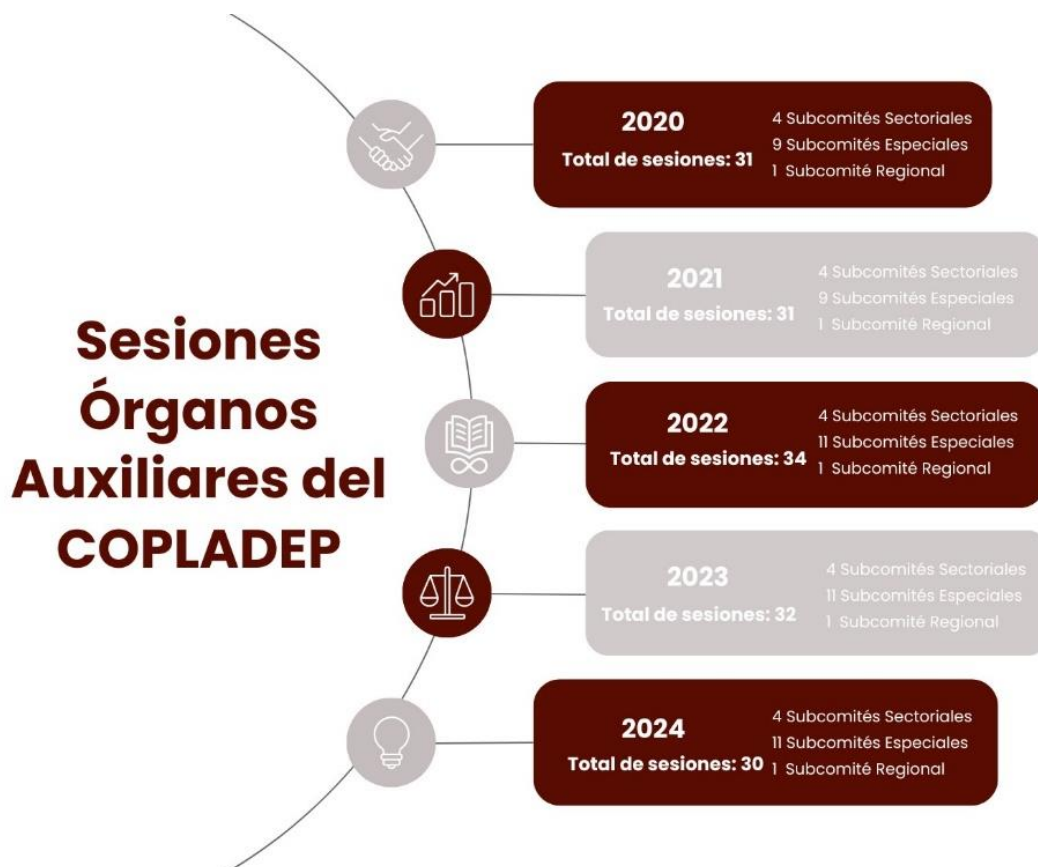 Sesiones
Órganos
Auxiliares del
COPLADEP
2020
Total de sesiones: 31
4 Subcomités Sectoriales
9 Subcomités Especiales
1 Subcomité Regional
2021
Total de sesiones: 31
4 Subcomités Sectoriales
9 Subcomités Especiales
1 Subcomité Regional
2022
Total de sesiones: 34
4 Subcomités Sectoriales
11 Subcomités Especiales
1 Subcomité Regional
2023
Total de sesiones: 32
4 Subcomités Sectoriales
11 Subcomités Especiales
1 Subcomité Regional
2024
Total de sesiones: 30
4 Subcomités Sectoriales
11 Subcomités Especiales
1 Subcomité Regional